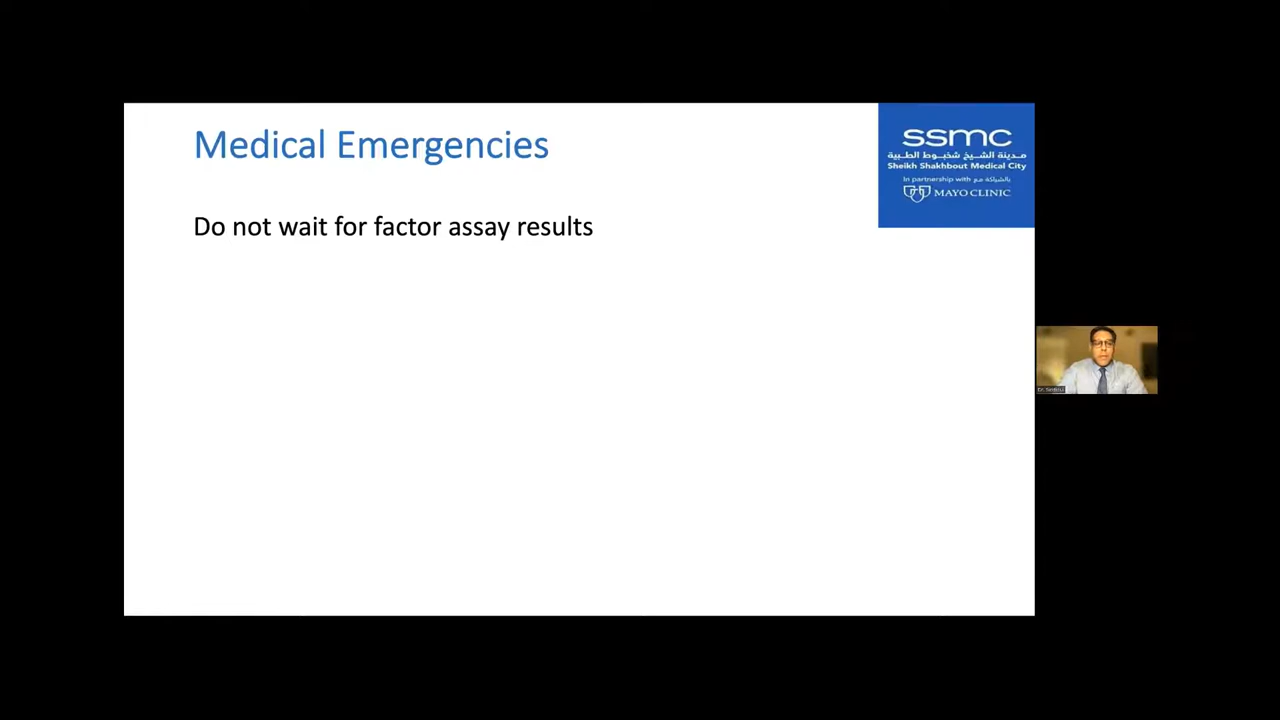 Medical Emergencies
ssmc
مدينة الشيخ شخبوط الطبية
Sheikh Shakhbout Medical City
In partnership with بالشراكة مع
MAYO CLINIC
Do not wait for factor assay results